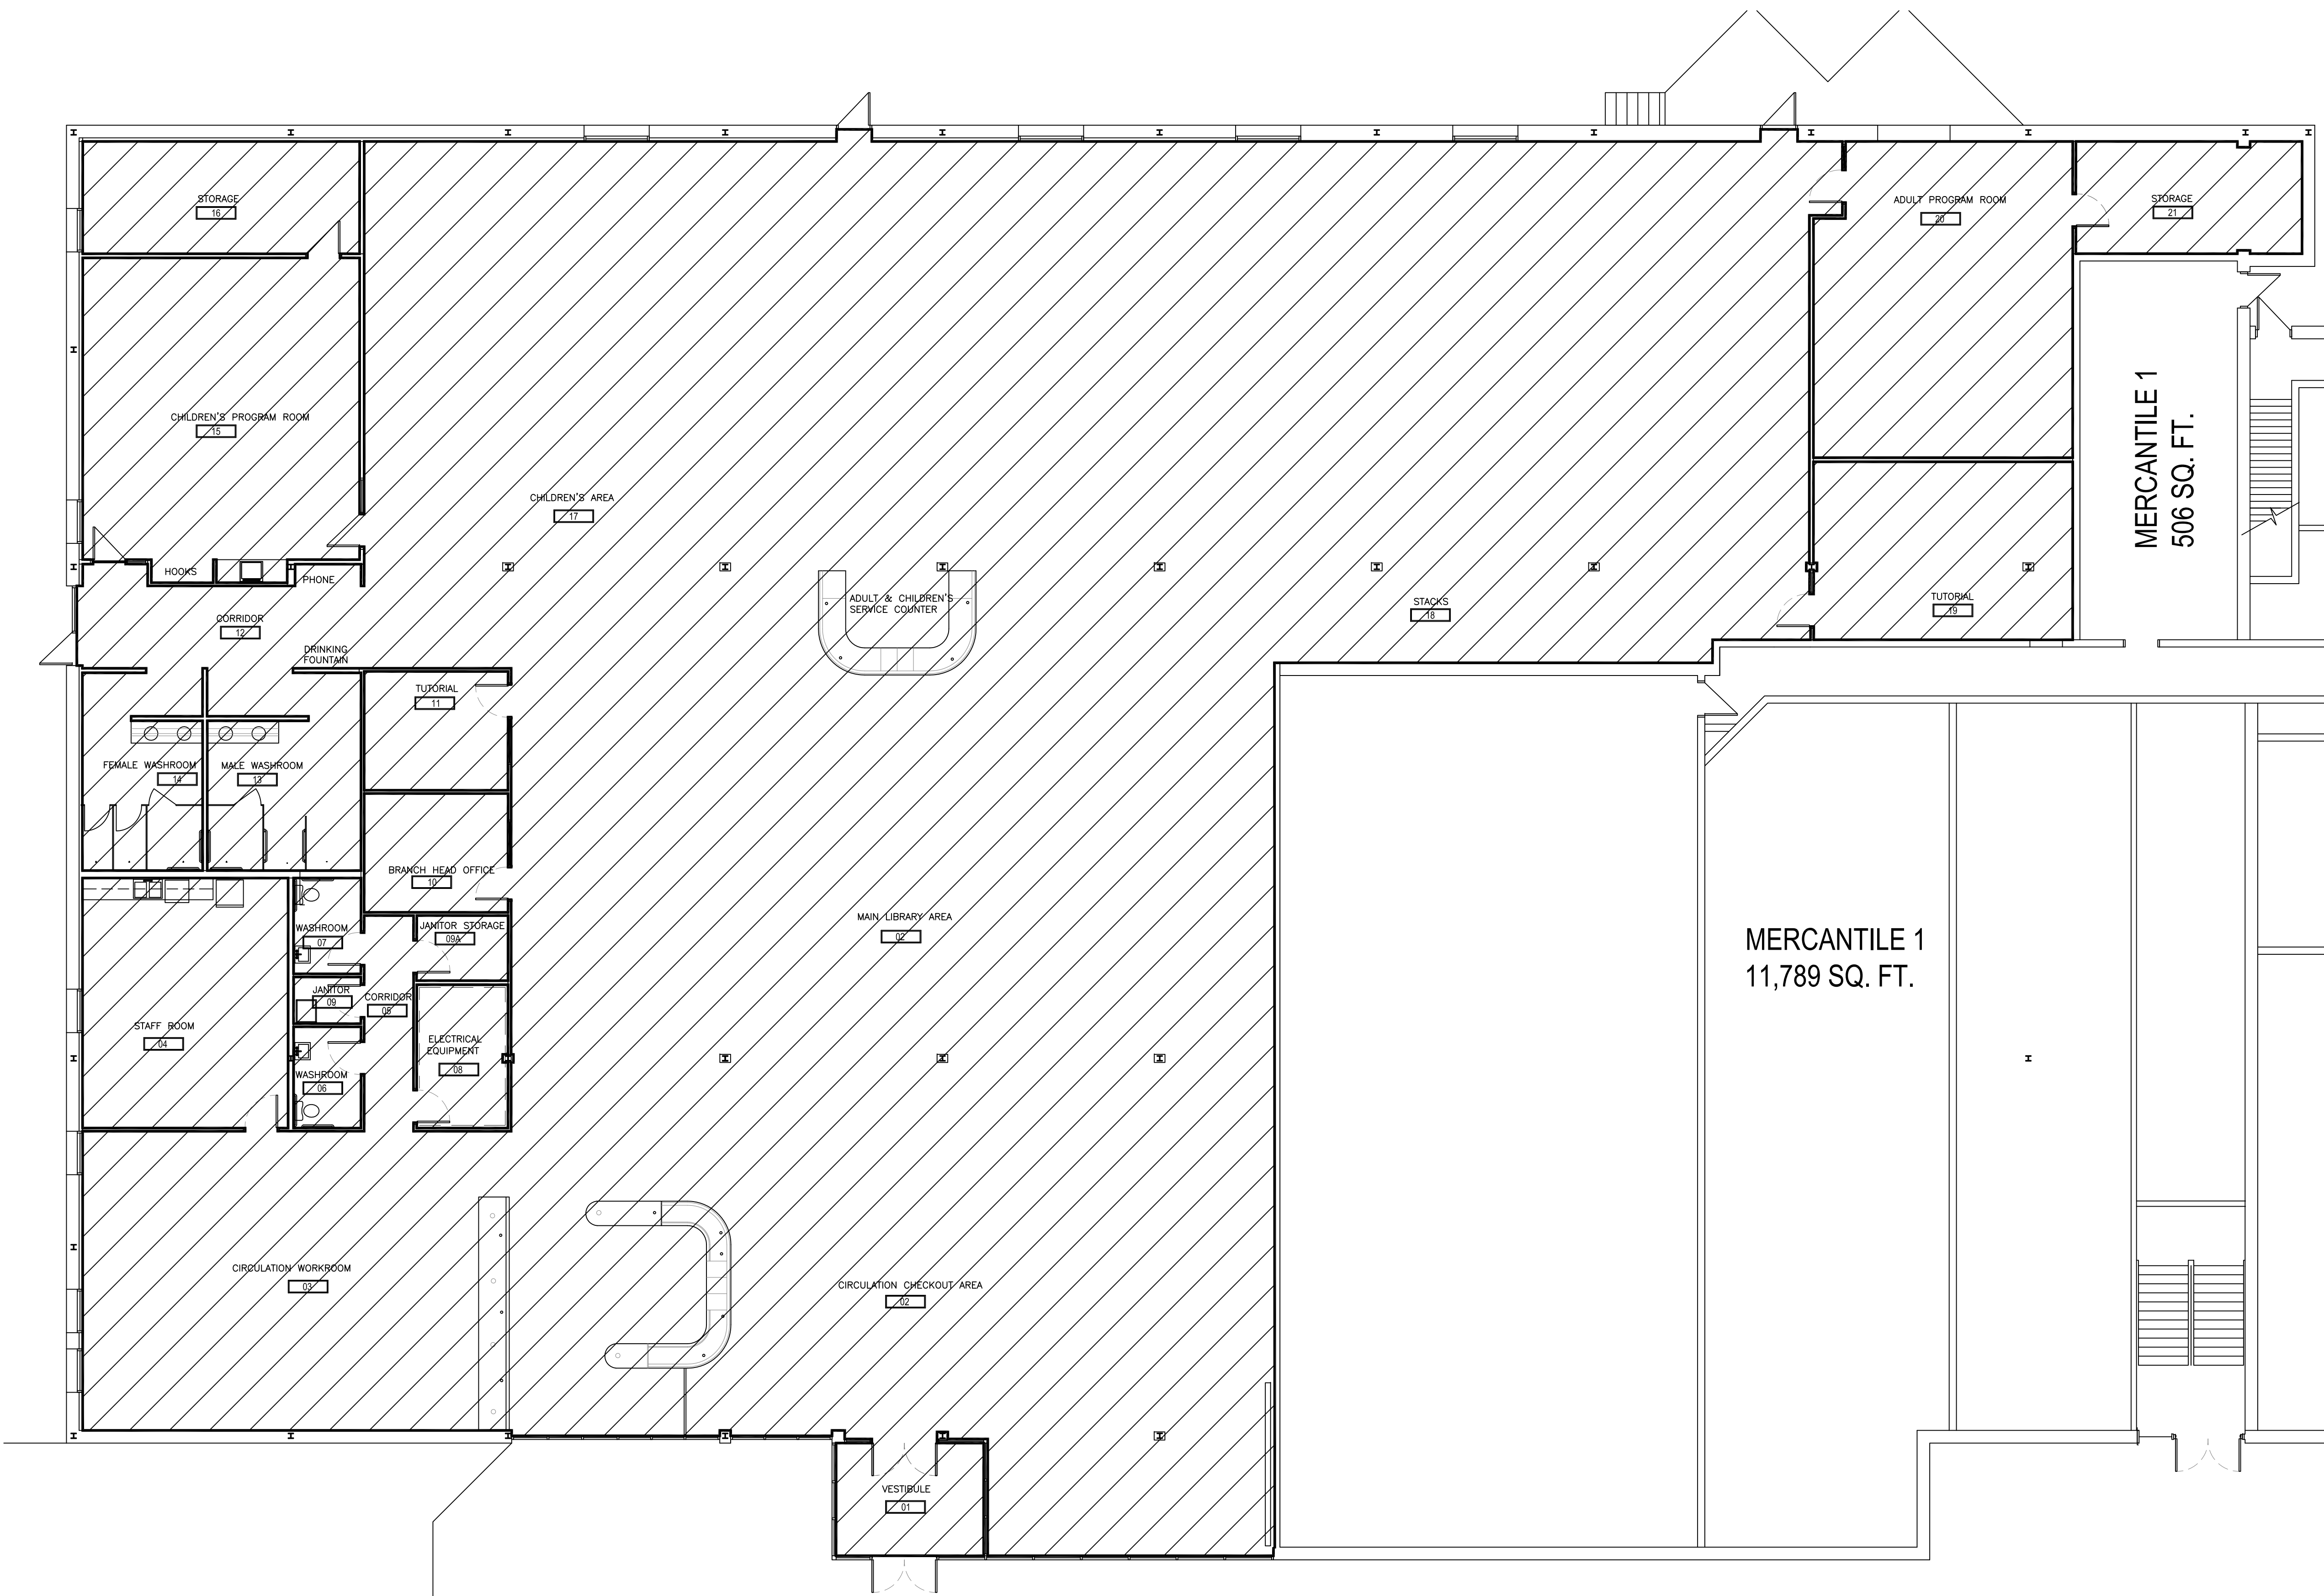 STORAGE
16
ADULT PROGRAM ROOM
20
STORAGE
21
CHILDREN'S PROGRAM ROOM
15
MERCANTILE 1
506 SQ. FT.
CHILDREN'S AREA
17
HOOKS
PHONE
ADULT & CHILDREN'S
SERVICE COUNTER
STACKS
18
TUTORIAL
19
CORRIDOR
12
DRINKING
FOUNTAIN
TUTORIAL
11
FEMALE WASHROOM
14
MALE WASHROOM
13
BRANCH HEAD OFFICE
10
WASHROOM
07
JANITOR STORAGE
09A
MAIN LIBRARY AREA
02
MERCANTILE 1
11,789 SQ. FT.
JANITOR
09
CORRIDOR
05
STAFF ROOM
04
ELECTRICAL
EQUIPMENT
08
WASHROOM
06
CIRCULATION WORKROOM
03
CIRCULATION CHECKOUT AREA
02
VESTIBULE
01